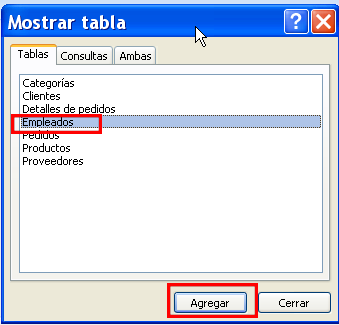 Mostrar tabla
Tablas Consultas Ambas
Categorías
Clientes
Detalles de pedidos
Empleados
Pedidos
Productos
Proveedores
Agregar Cerrar